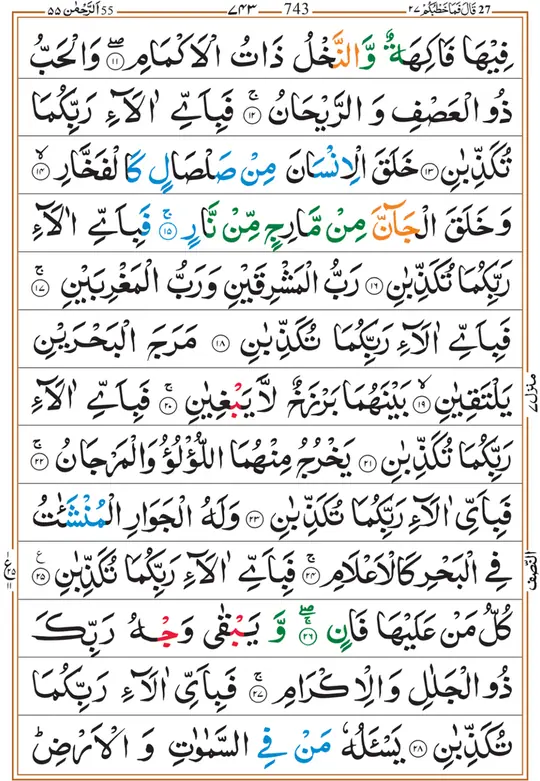 27 قَالَ فَمَا خَطْبُكُمْ ٢٧ 743 ٧٤٣ 55 اَلرَّحْمٰن ٥٥
فِيْهَا فَاكِهَةٌ وَّالنَّخْلُ ذَاتُ الْاَكْمَامِ ۖ۝۱۱ وَالْحَبُّ
ذُو الْعَصْفِ وَ الرَّيْحَانُ ۚ۝۱۲ فَبِاَيِّ اٰلَآءِ رَبِّكُمَا
تُكَذِّبٰنِ ۝۱۳ خَلَقَ الْاِنْسَانَ مِنْ صَلْصَالٍ كَالْفَخَّارِ ۙ۝۱۴
وَ خَلَقَ الْجَآنَّ مِنْ مَّارِجٍ مِّنْ نَّارٍ ۚ۝۱۵ فَبِاَيِّ اٰلَآءِ
رَبِّكُمَا تُكَذِّبٰنِ ۝۱۶ رَبُّ الْمَشْرِقَيْنِ وَرَبُّ الْمَغْرِبَيْنِ ۚ۝۱۷
فَبِاَيِّ اٰلَآءِ رَبِّكُمَا تُكَذِّبٰنِ ۝۱۸ مَرَجَ الْبَحْرَيْنِ
يَلْتَقِيٰنِ ۙ۝۱۹ بَيْنَهُمَا بَرْزَخٌ لَّا يَبْغِيٰنِ ۚ۝۲۰ فَبِاَيِّ اٰلَآءِ
رَبِّكُمَا تُكَذِّبٰنِ ۝۲۱ يَخْرُجُ مِنْهُمَا اللُّؤْلُؤُ وَالْمَرْجَانُ ۚ۝۲۲
فَبِاَيِّ اٰلَآءِ رَبِّكُمَا تُكَذِّبٰنِ ۝۲۳ وَلَهُ الْجَوَارِ الْمُنْشَئٰتُ
فِي الْبَحْرِ كَالْاَعْلَامِ ۚ۝۲۴ فَبِاَيِّ اٰلَآءِ رَبِّكُمَا تُكَذِّبٰنِ ۝۲۵ ع
كُلُّ مَنْ عَلَيْهَا فَانٍ ۚۖ۝۲۶ وَّ يَبْقٰى وَجْهُ رَبِّكَ
ذُو الْجَلٰلِ وَالْاِكْرَامِ ۚ۝۲۷ فَبِاَيِّ اٰلَآءِ رَبِّكُمَا
تُكَذِّبٰنِ ۝۲۸ يَسْـَٔلُهٗ مَنْ فِي السَّمٰوٰتِ وَ الْاَرْضِ ؕ
منزل ٧
النصف